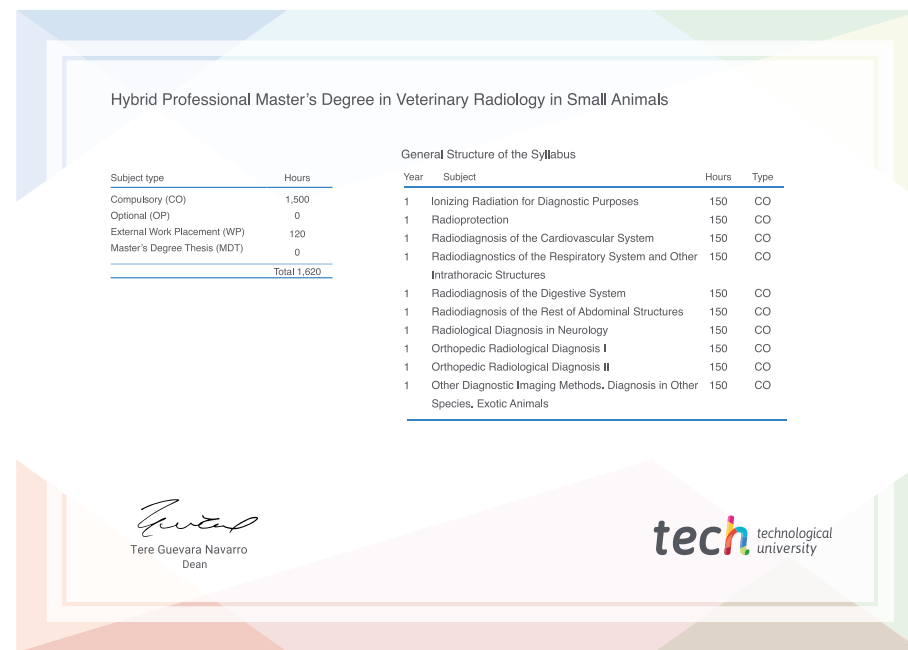 Hybrid Professional Master's Degree in Veterinary Radiology in Small Animals
Subject type Hours
Compulsory (CO) 1,500
Optional (OP) 0
External Work Placement (WP) 120
Master's Degree Thesis (MDT) 0
Total 1,620
General Structure of the Syllabus
Year Subject Hours Type
1 Ionizing Radiation for Diagnostic Purposes 150 CO
1 Radioprotection 150 CO
1 Radiodiagnosis of the Cardiovascular System 150 CO
1 Radiodiagnostics of the Respiratory System and Other 150 CO
Intrathoracic Structures
1 Radiodiagnosis of the Digestive System 150 CO
1 Radiodiagnosis of the Rest of Abdominal Structures 150 CO
1 Radiological Diagnosis in Neurology 150 CO
1 Orthopedic Radiological Diagnosis I 150 CO
1 Orthopedic Radiological Diagnosis II 150 CO
1 Other Diagnostic Imaging Methods. Diagnosis in Other 150 CO
Species. Exotic Animals
Tere Guevara Navarro
Dean
tech technological
university